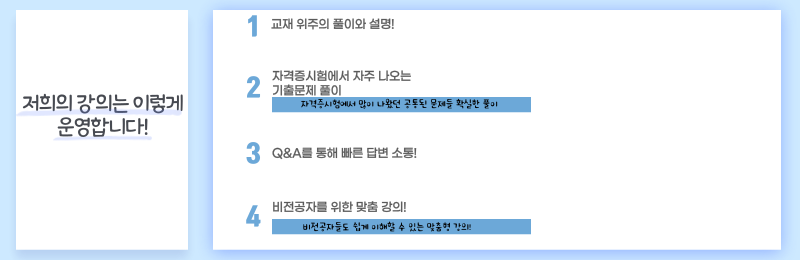 저희의 강의는 이렇게
운영합니다!
1 교재 위주의 풀이와 설명!
2 자격증시험에서 자주 나오는
기출문제 풀이
자격증시험에서 많이 나왔던 공통된 문제들 확실한 풀이
3 Q&A를 통해 빠른 답변 소통!
4 비전공자를 위한 맞춤 강의!
비전공자들도 쉽게 이해할 수 있는 맞춤형 강의!